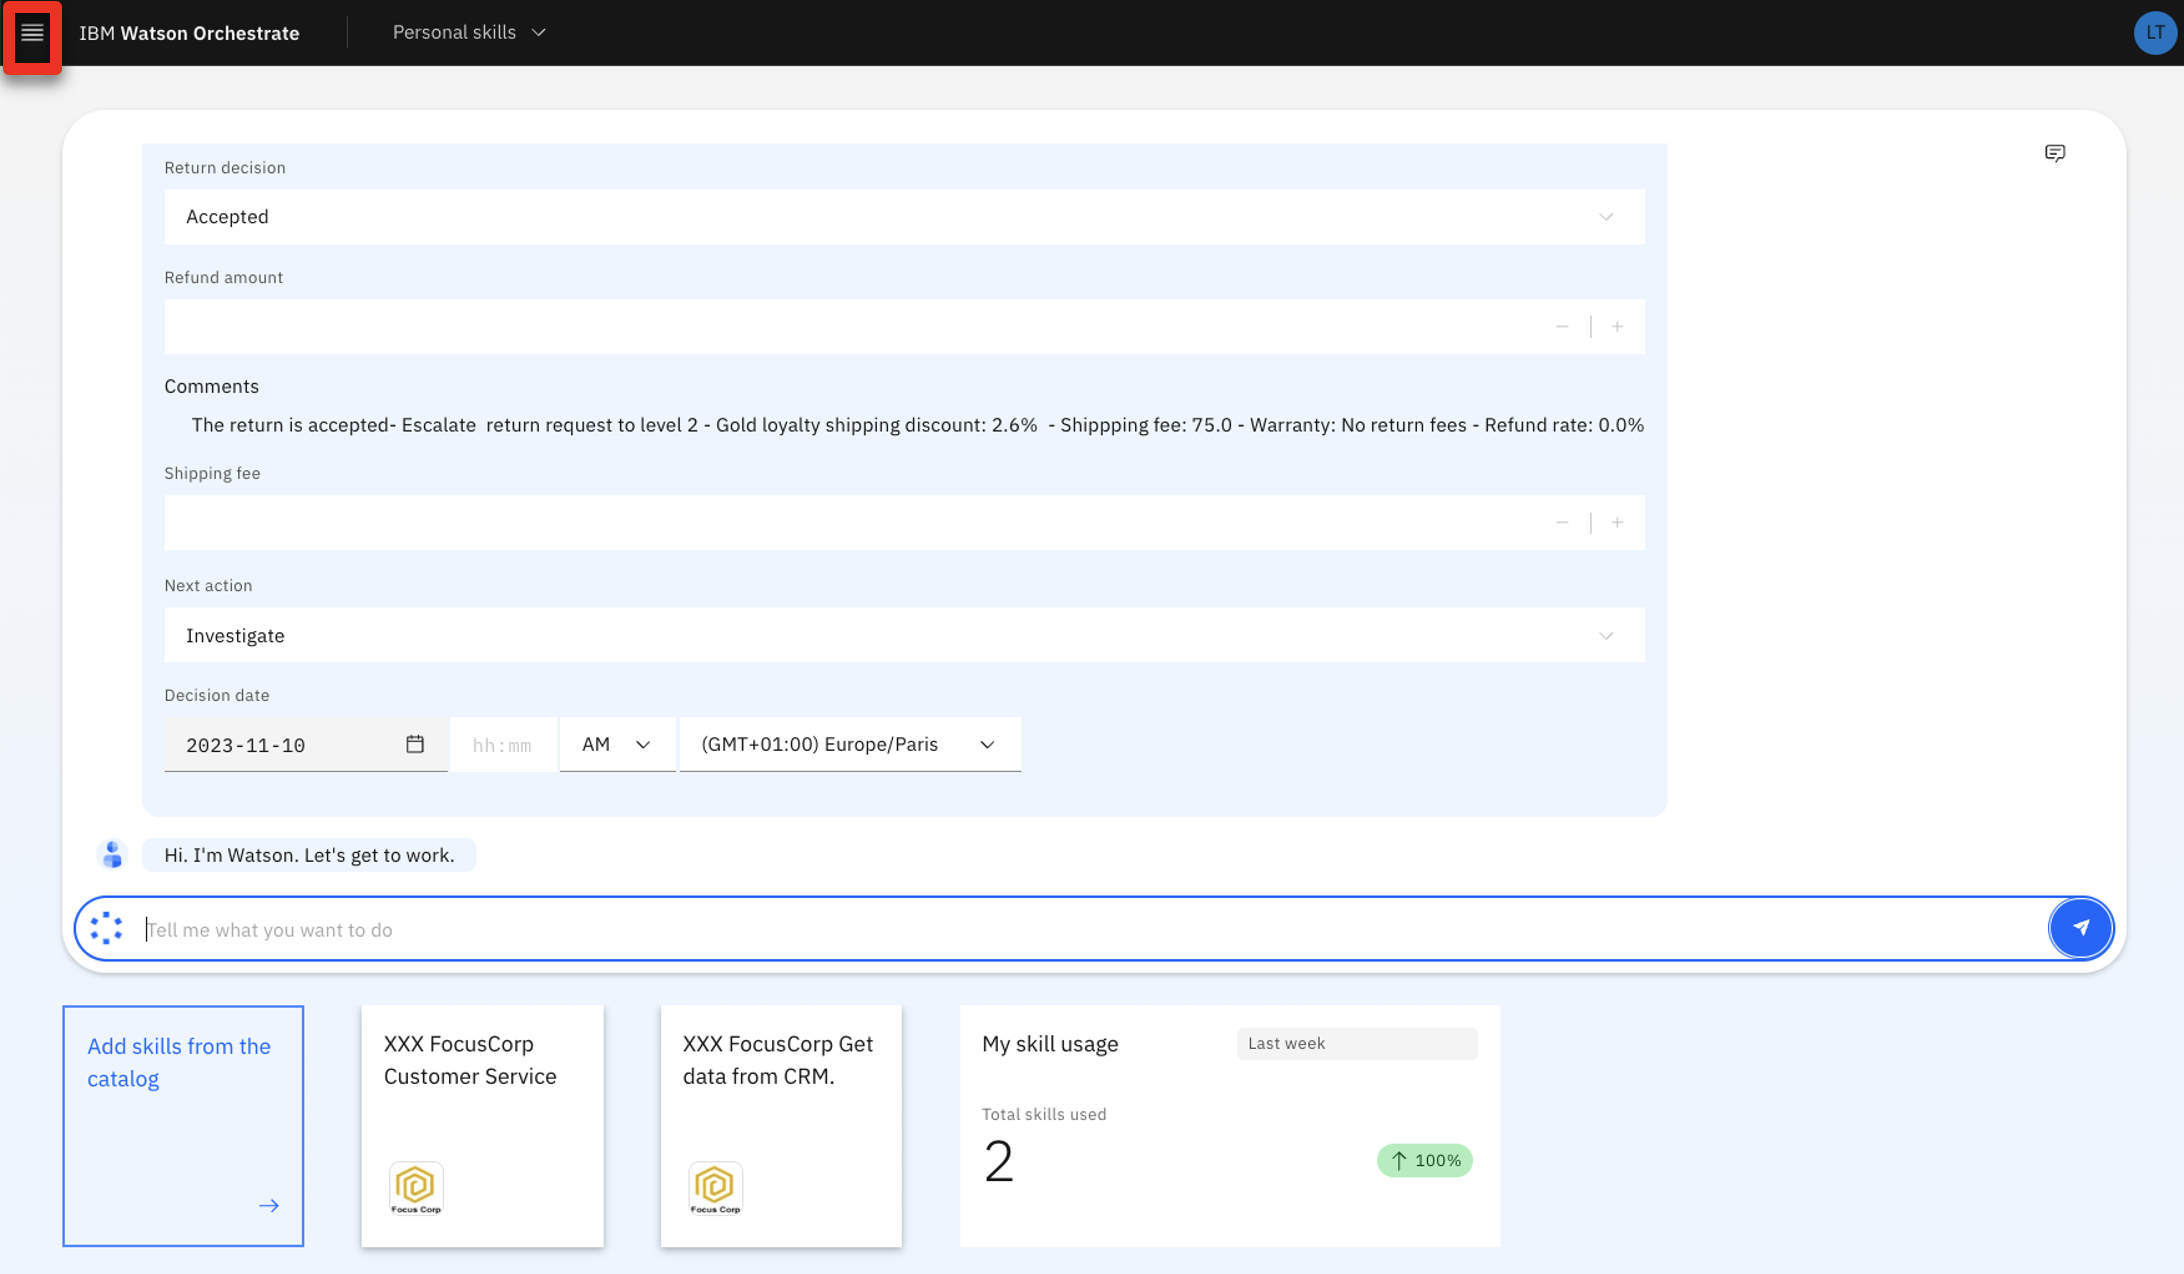 IBM Watson Orchestrate
Personal skills
LT
Return decision
Accepted
Refund amount
Comments
The return is accepted- Escalate  return request to level 2 - Gold loyalty shipping discount: 2.6%  - Shippping fee: 75.0 - Warranty: No return fees - Refund rate: 0.0%
Shipping fee
Next action
Investigate
Decision date
2023-11-10
hh:mm
AM
(GMT+01:00) Europe/Paris
Hi. I'm Watson. Let's get to work.
Tell me what you want to do
Add skills from the
catalog
XXX FocusCorp
Customer Service
Focus Corp
XXX FocusCorp Get
data from CRM.
Focus Corp
My skill usage
Last week
Total skills used
2
100%